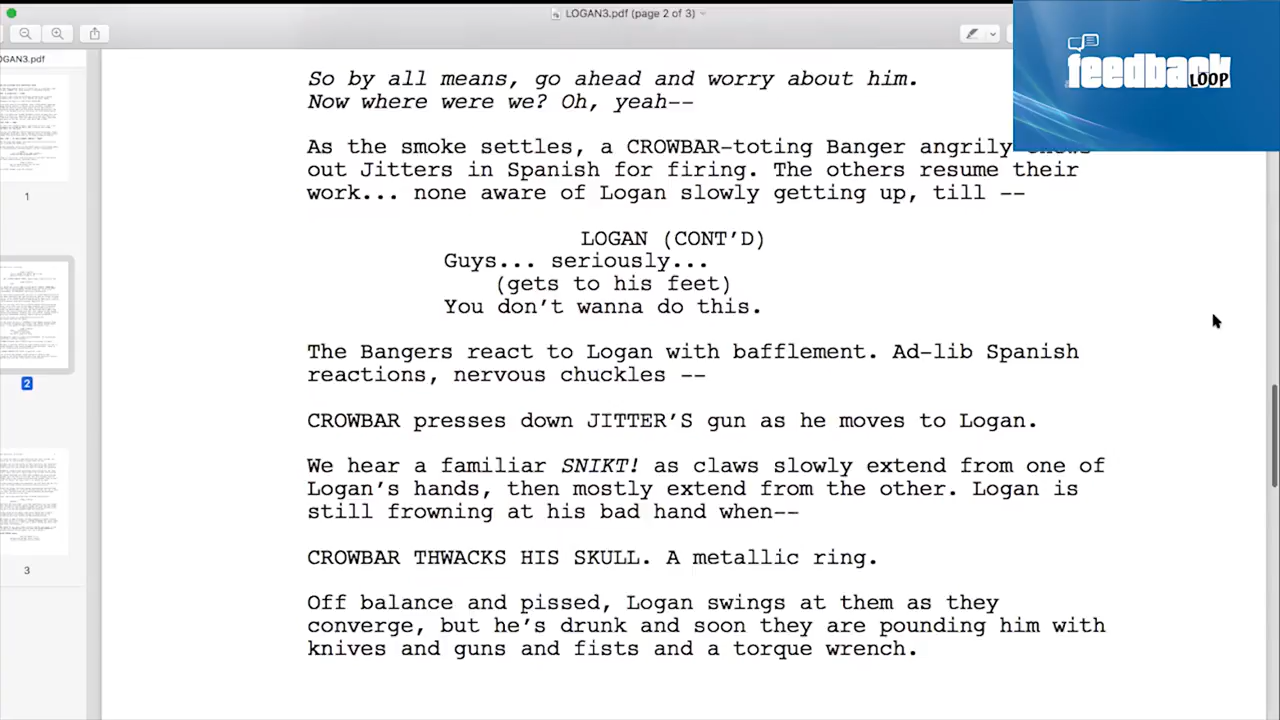 LOGAN3.pdf (page 2 of 3)
OGAN3.pdf
feedback
LOOP
1
2
3
So by all means, go ahead and worry about him.
Now where were we? Oh, yeah--
As the smoke settles, a CROWBAR-toting Banger angrily
out Jitters in Spanish for firing. The others resume their
work... none aware of Logan slowly getting up, till --
LOGAN (CONT'D)
Guys... seriously...
(gets to his feet)
You don't wanna do this.
The Bangers react to Logan with bafflement. Ad-lib Spanish
reactions, nervous chuckles --
CROWBAR presses down JITTER'S gun as he moves to Logan.
We hear a familiar SNIKT! as claws slowly extend from one of
Logan's hands, then mostly extend from the other. Logan is
still frowning at his bad hand when--
CROWBAR THWACKS HIS SKULL. A metallic ring.
Off balance and pissed, Logan swings at them as they
converge, but he's drunk and soon they are pounding him with
knives and guns and fists and a torque wrench.